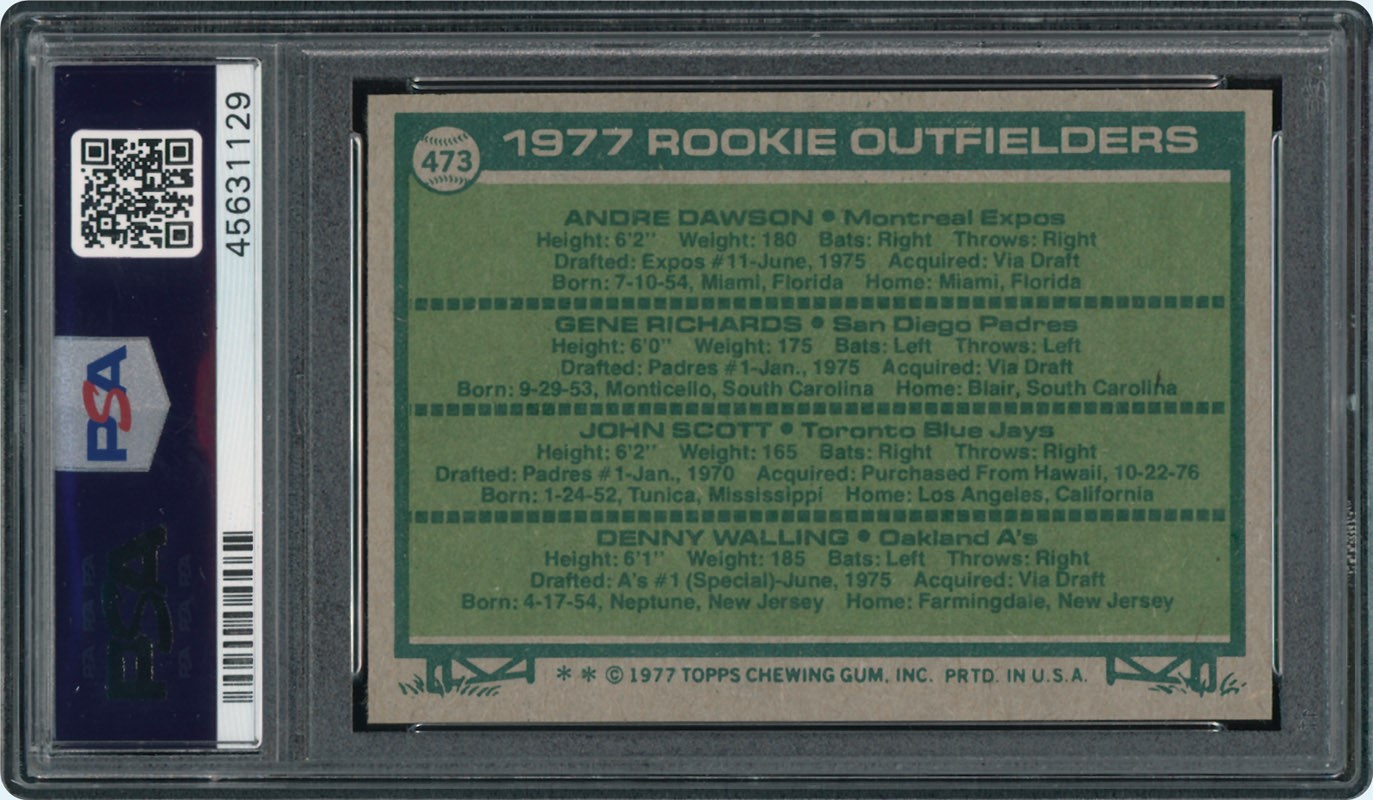 45631129
PSA
PSA
473
1977 ROOKIE OUTFIELDERS
ANDRE DAWSON • Montreal Expos
Height: 6'2" Weight: 180 Bats: Right Throws: Right
Drafted: Expos #11-June, 1975 Acquired: Via Draft
Born: 7-10-54, Miami, Florida Home: Miami, Florida
GENE RICHARDS • San Diego Padres
Height: 6'0" Weight: 175 Bats: Left Throws: Left
Drafted: Padres #1-Jan., 1975 Acquired: Via Draft
Born: 9-29-53, Monticello, South Carolina Home: Blair, South Carolina
JOHN SCOTT • Toronto Blue Jays
Height: 6'2" Weight: 165 Bats: Right Throws: Right
Drafted: Padres #1-Jan., 1970 Acquired: Purchased From Hawaii, 10-22-76
Born: 1-24-52, Tunica, Mississippi Home: Los Angeles, California
DENNY WALLING • Oakland A's
Height: 6'1" Weight: 185 Bats: Left Throws: Right
Drafted: A's #1 (Special)-June, 1975 Acquired: Via Draft
Born: 4-17-54, Neptune, New Jersey Home: Farmingdale, New Jersey
** © 1977 TOPPS CHEWING GUM, INC. PRTD. IN U.S.A.